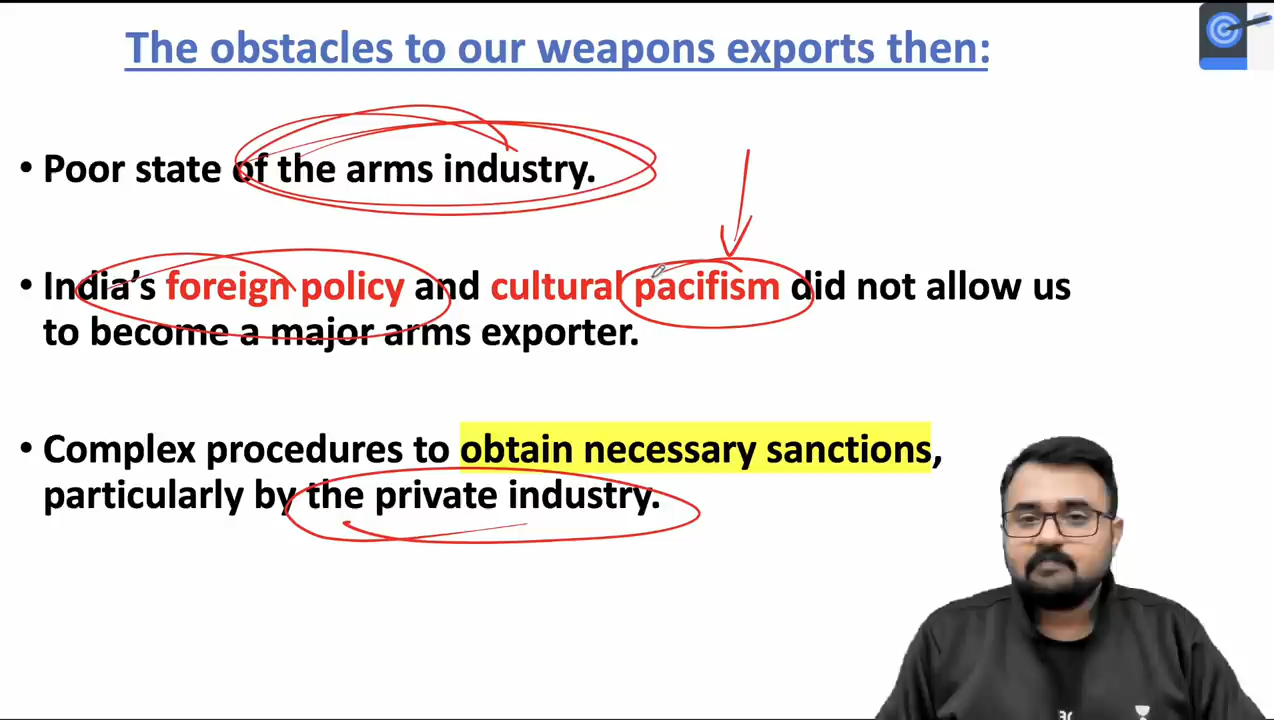 The obstacles to our weapons exports then:
• Poor state of the arms industry.
• India’s foreign policy and cultural pacifism did not allow us
to become a major arms exporter.
• Complex procedures to obtain necessary sanctions,
particularly by the private industry.